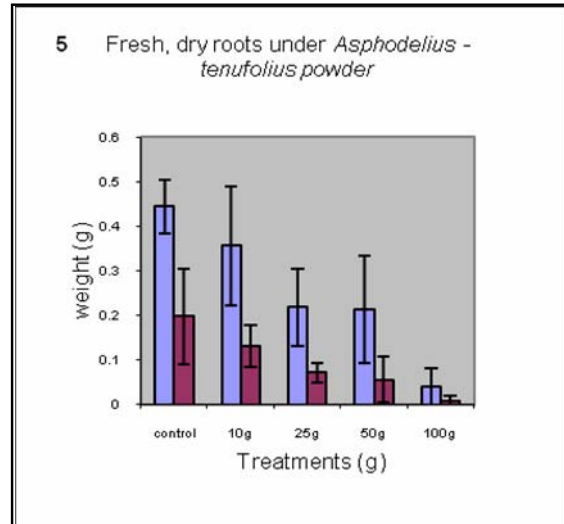 5 Fresh, dry roots under Asphodelius -
tenufolius powder
0.6
0.5
0.4
0.3
0.2
0.1
0
weight (g)
control 10g 25g 50g 100g
Treatments (g)